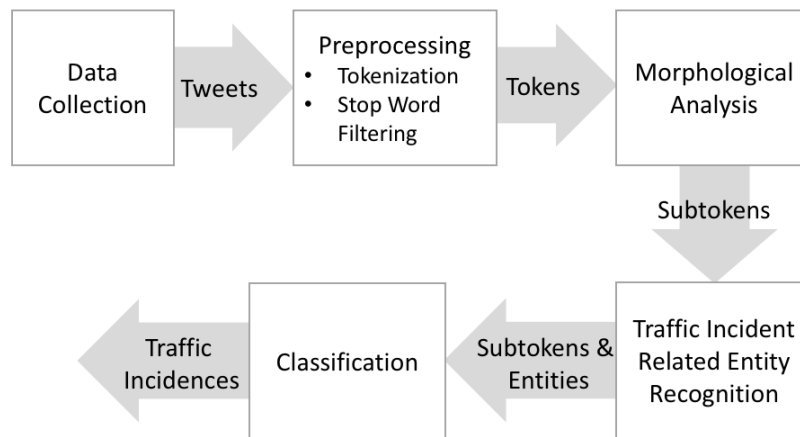 Data
Collection
Tweets
Preprocessing
• Tokenization
• Stop Word
Filtering
Tokens
Morphological
Analysis
Subtokens
Traffic Incident
Related Entity
Recognition
Subtokens &
Entities
Classification
Traffic
Incidences